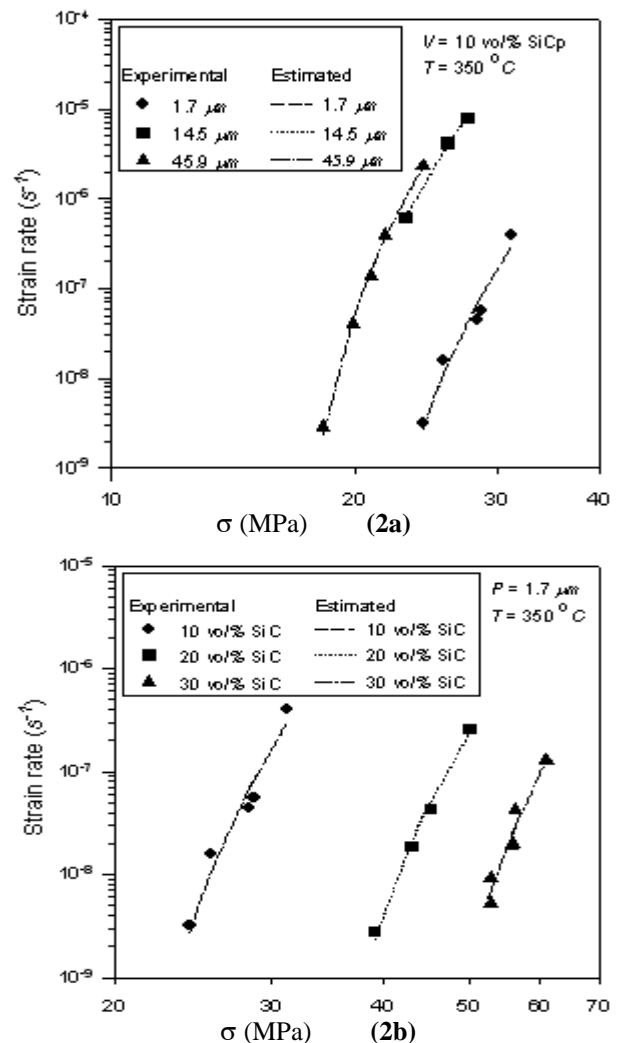 10⁻⁴
10⁻⁵
10⁻⁶
10⁻⁷
10⁻⁸
10⁻⁹
Strain rate (s⁻¹)
Experimental Estimated
1.7 μm 1.7 μm
14.5 μm 14.5 μm
45.9 μm 45.9 μm
V = 10 vol% SiCp
T = 350 °C
10 20 30 40
σ (MPa) (2a)
10⁻⁵
10⁻⁶
10⁻⁷
10⁻⁸
10⁻⁹
Strain rate (s⁻¹)
Experimental Estimated
10 vol% SiC 10 vol% SiC
20 vol% SiC 20 vol% SiC
30 vol% SiC 30 vol% SiC
P = 1.7 μm
T = 350 °C
20 30 40 50 60 70
σ (MPa) (2b)